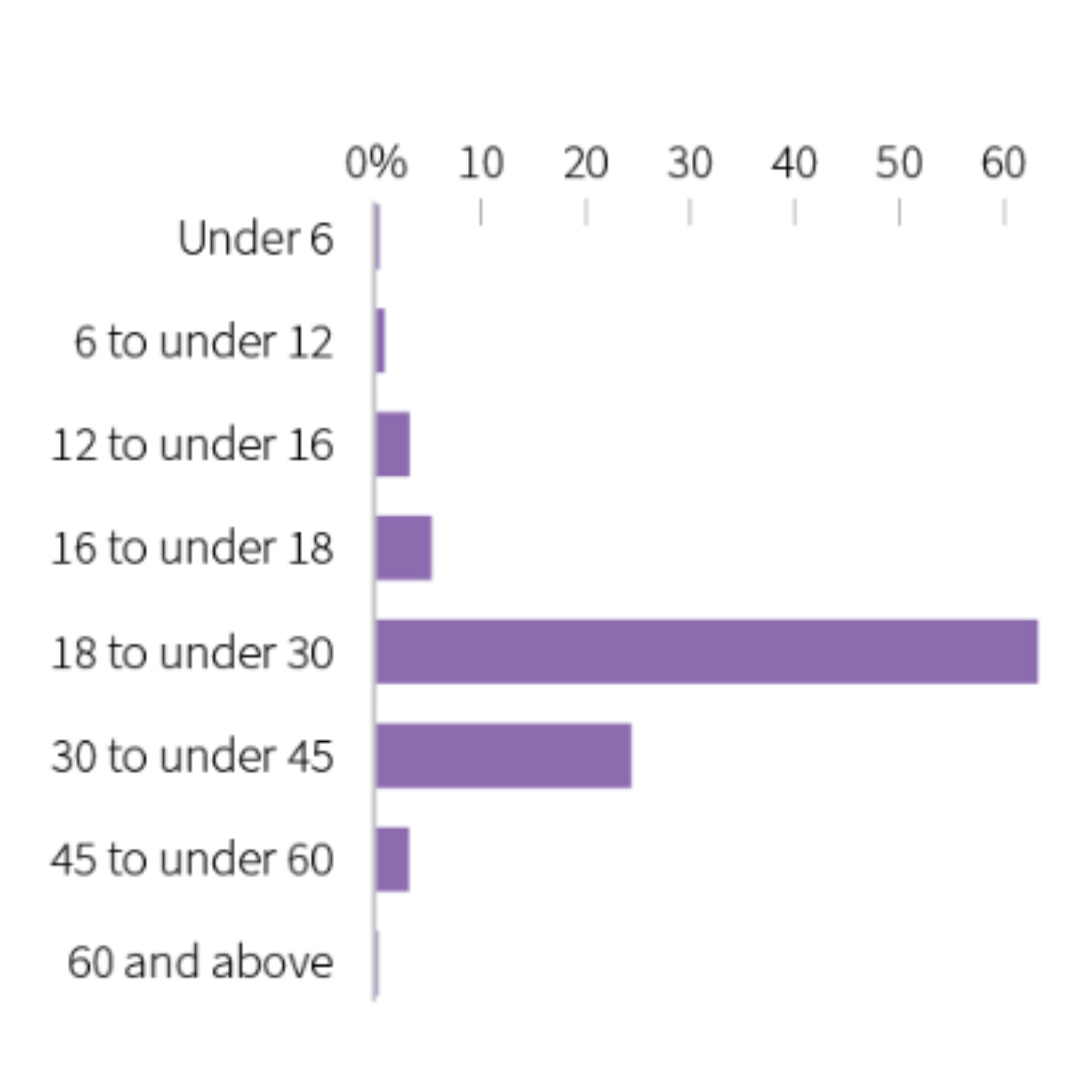 0% 10 20 30 40 50 60
Under 6
6 to under 12
12 to under 16
16 to under 18
18 to under 30
30 to under 45
45 to under 60
60 and above